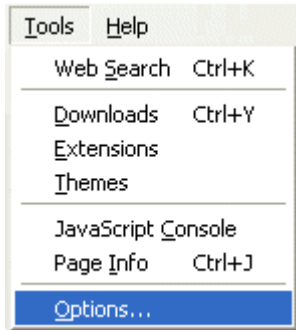 Tools Help
Web Search Ctrl+K
Downloads Ctrl+Y
Extensions
Themes
JavaScript Console
Page Info Ctrl+J
Options...